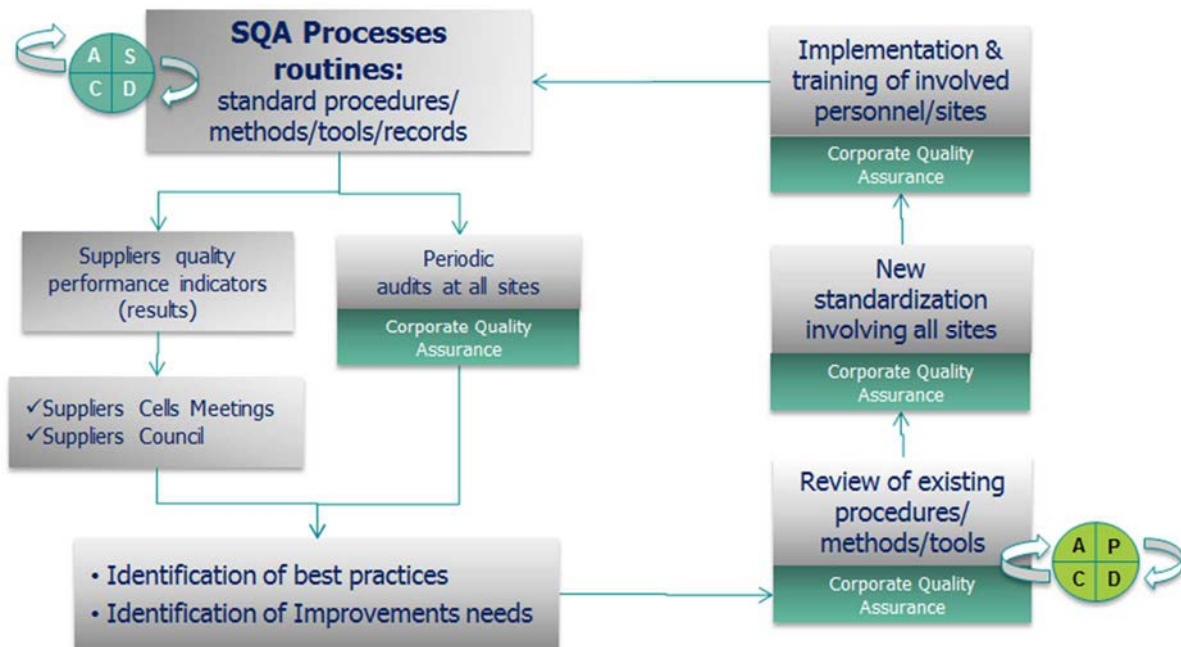 A S
C D
SQA Processes
routines:
standard procedures/
methods/tools/records
Implementation &
training of involved
personnel/sites
Corporate Quality
Assurance
Suppliers quality
performance indicators
(results)
Periodic
audits at all sites
Corporate Quality
Assurance
New
standardization
involving all sites
Corporate Quality
Assurance
✓Suppliers Cells Meetings
✓Suppliers Council
Review of existing
procedures/
methods/tools
Corporate Quality
Assurance
A P
C D
• Identification of best practices
• Identification of Improvements needs